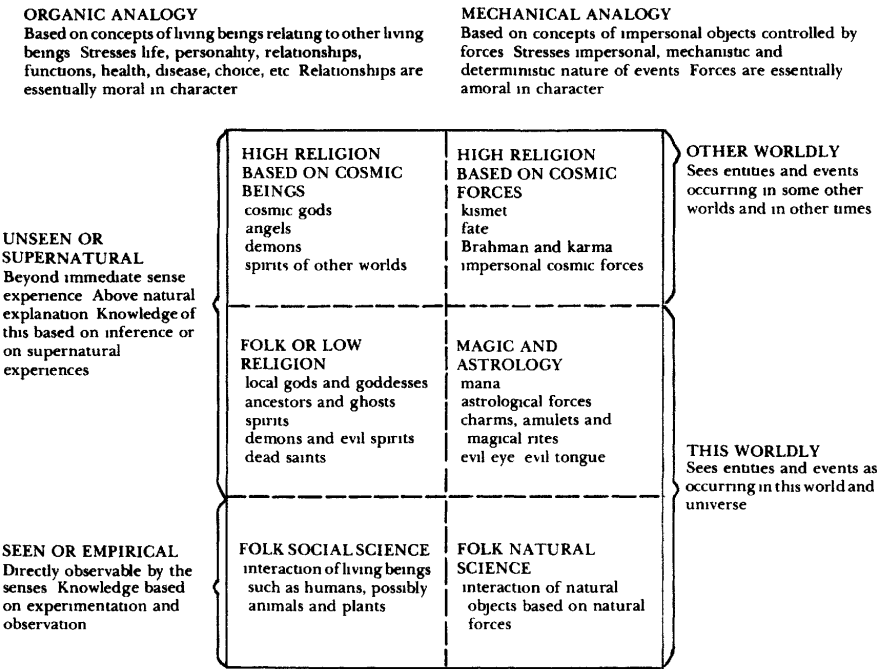 ORGANIC ANALOGY
Based on concepts of living beings relating to other living
beings Stresses life, personality, relationships,
functions, health, disease, choice, etc Relationships are
essentially moral in character
MECHANICAL ANALOGY
Based on concepts of impersonal objects controlled by
forces Stresses impersonal, mechanistic and
deterministic nature of events Forces are essentially
amoral in character
UNSEEN OR
SUPERNATURAL
Beyond immediate sense
experience Above natural
explanation Knowledge of
this based on inference or
on supernatural
experiences
HIGH RELIGION
BASED ON COSMIC
BEINGS
cosmic gods
angels
demons
spirits of other worlds
HIGH RELIGION
BASED ON COSMIC
FORCES
kismet
fate
Brahman and karma
impersonal cosmic forces
OTHER WORLDLY
Sees entities and events
occurring in some other
worlds and in other times
FOLK OR LOW
RELIGION
local gods and goddesses
ancestors and ghosts
spirits
demons and evil spirits
dead saints
MAGIC AND
ASTROLOGY
mana
astrological forces
charms, amulets and
magical rites
evil eye evil tongue
THIS WORLDLY
Sees entities and events as
occurring in this world and
universe
SEEN OR EMPIRICAL
Directly observable by the
senses Knowledge based
on experimentation and
observation
FOLK SOCIAL SCIENCE
interaction of living beings
such as humans, possibly
animals and plants
FOLK NATURAL
SCIENCE
interaction of natural
objects based on natural
forces